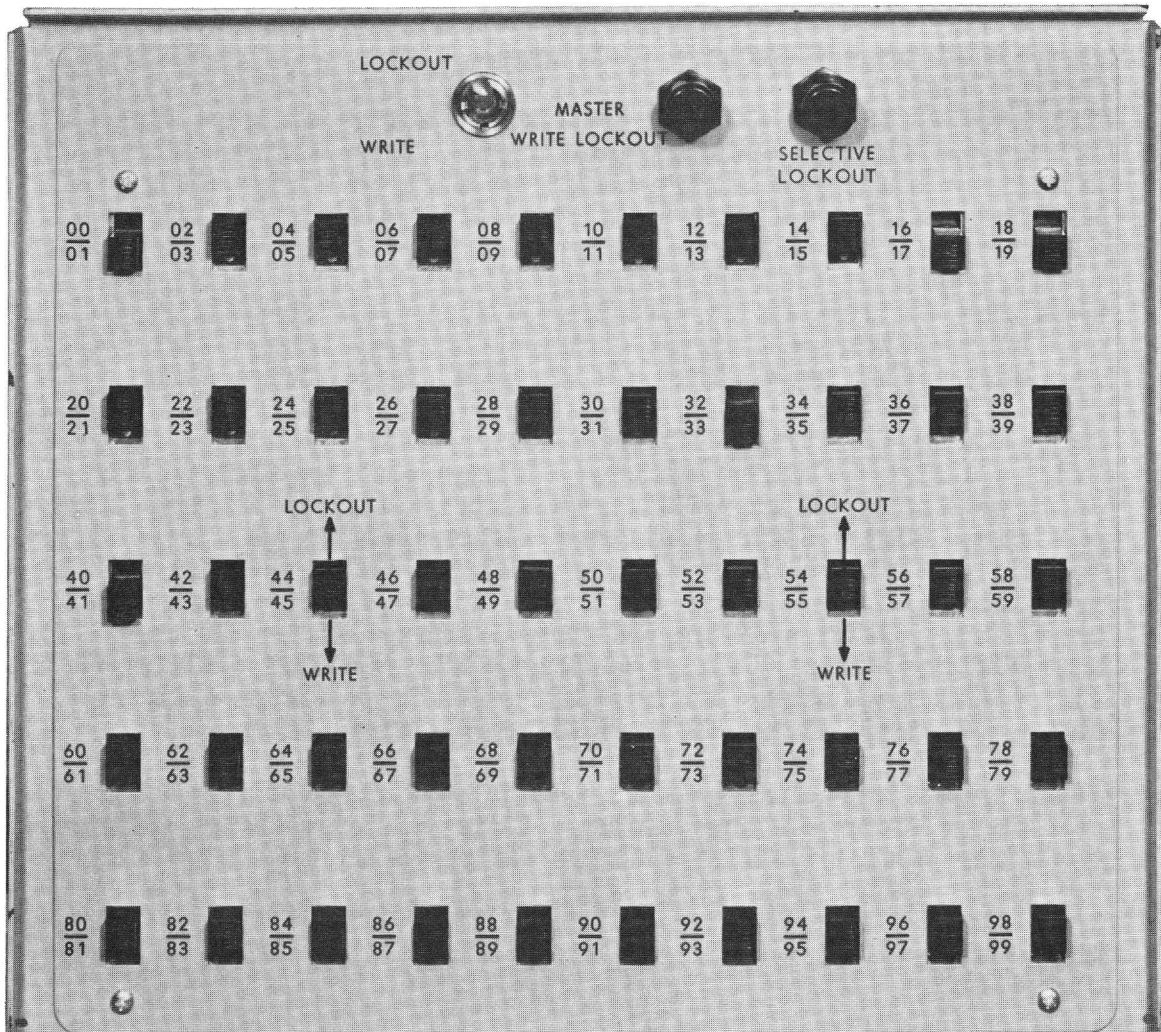 LOCKOUT
MASTER
WRITE WRITE LOCKOUT
SELECTIVE
LOCKOUT
00 02 04 06 08 10 12 14 16 18
01 03 05 07 09 11 13 15 17 19
20 22 24 26 28 30 32 34 36 38
21 23 25 27 29 31 33 35 37 39
LOCKOUT LOCKOUT
40 42 44 46 48 50 52 54 56 58
41 43 45 47 49 51 53 55 57 59
WRITE WRITE
60 62 64 66 68 70 72 74 76 78
61 63 65 67 69 71 73 75 77 79
80 82 84 86 88 90 92 94 96 98
81 83 85 87 89 91 93 95 97 99